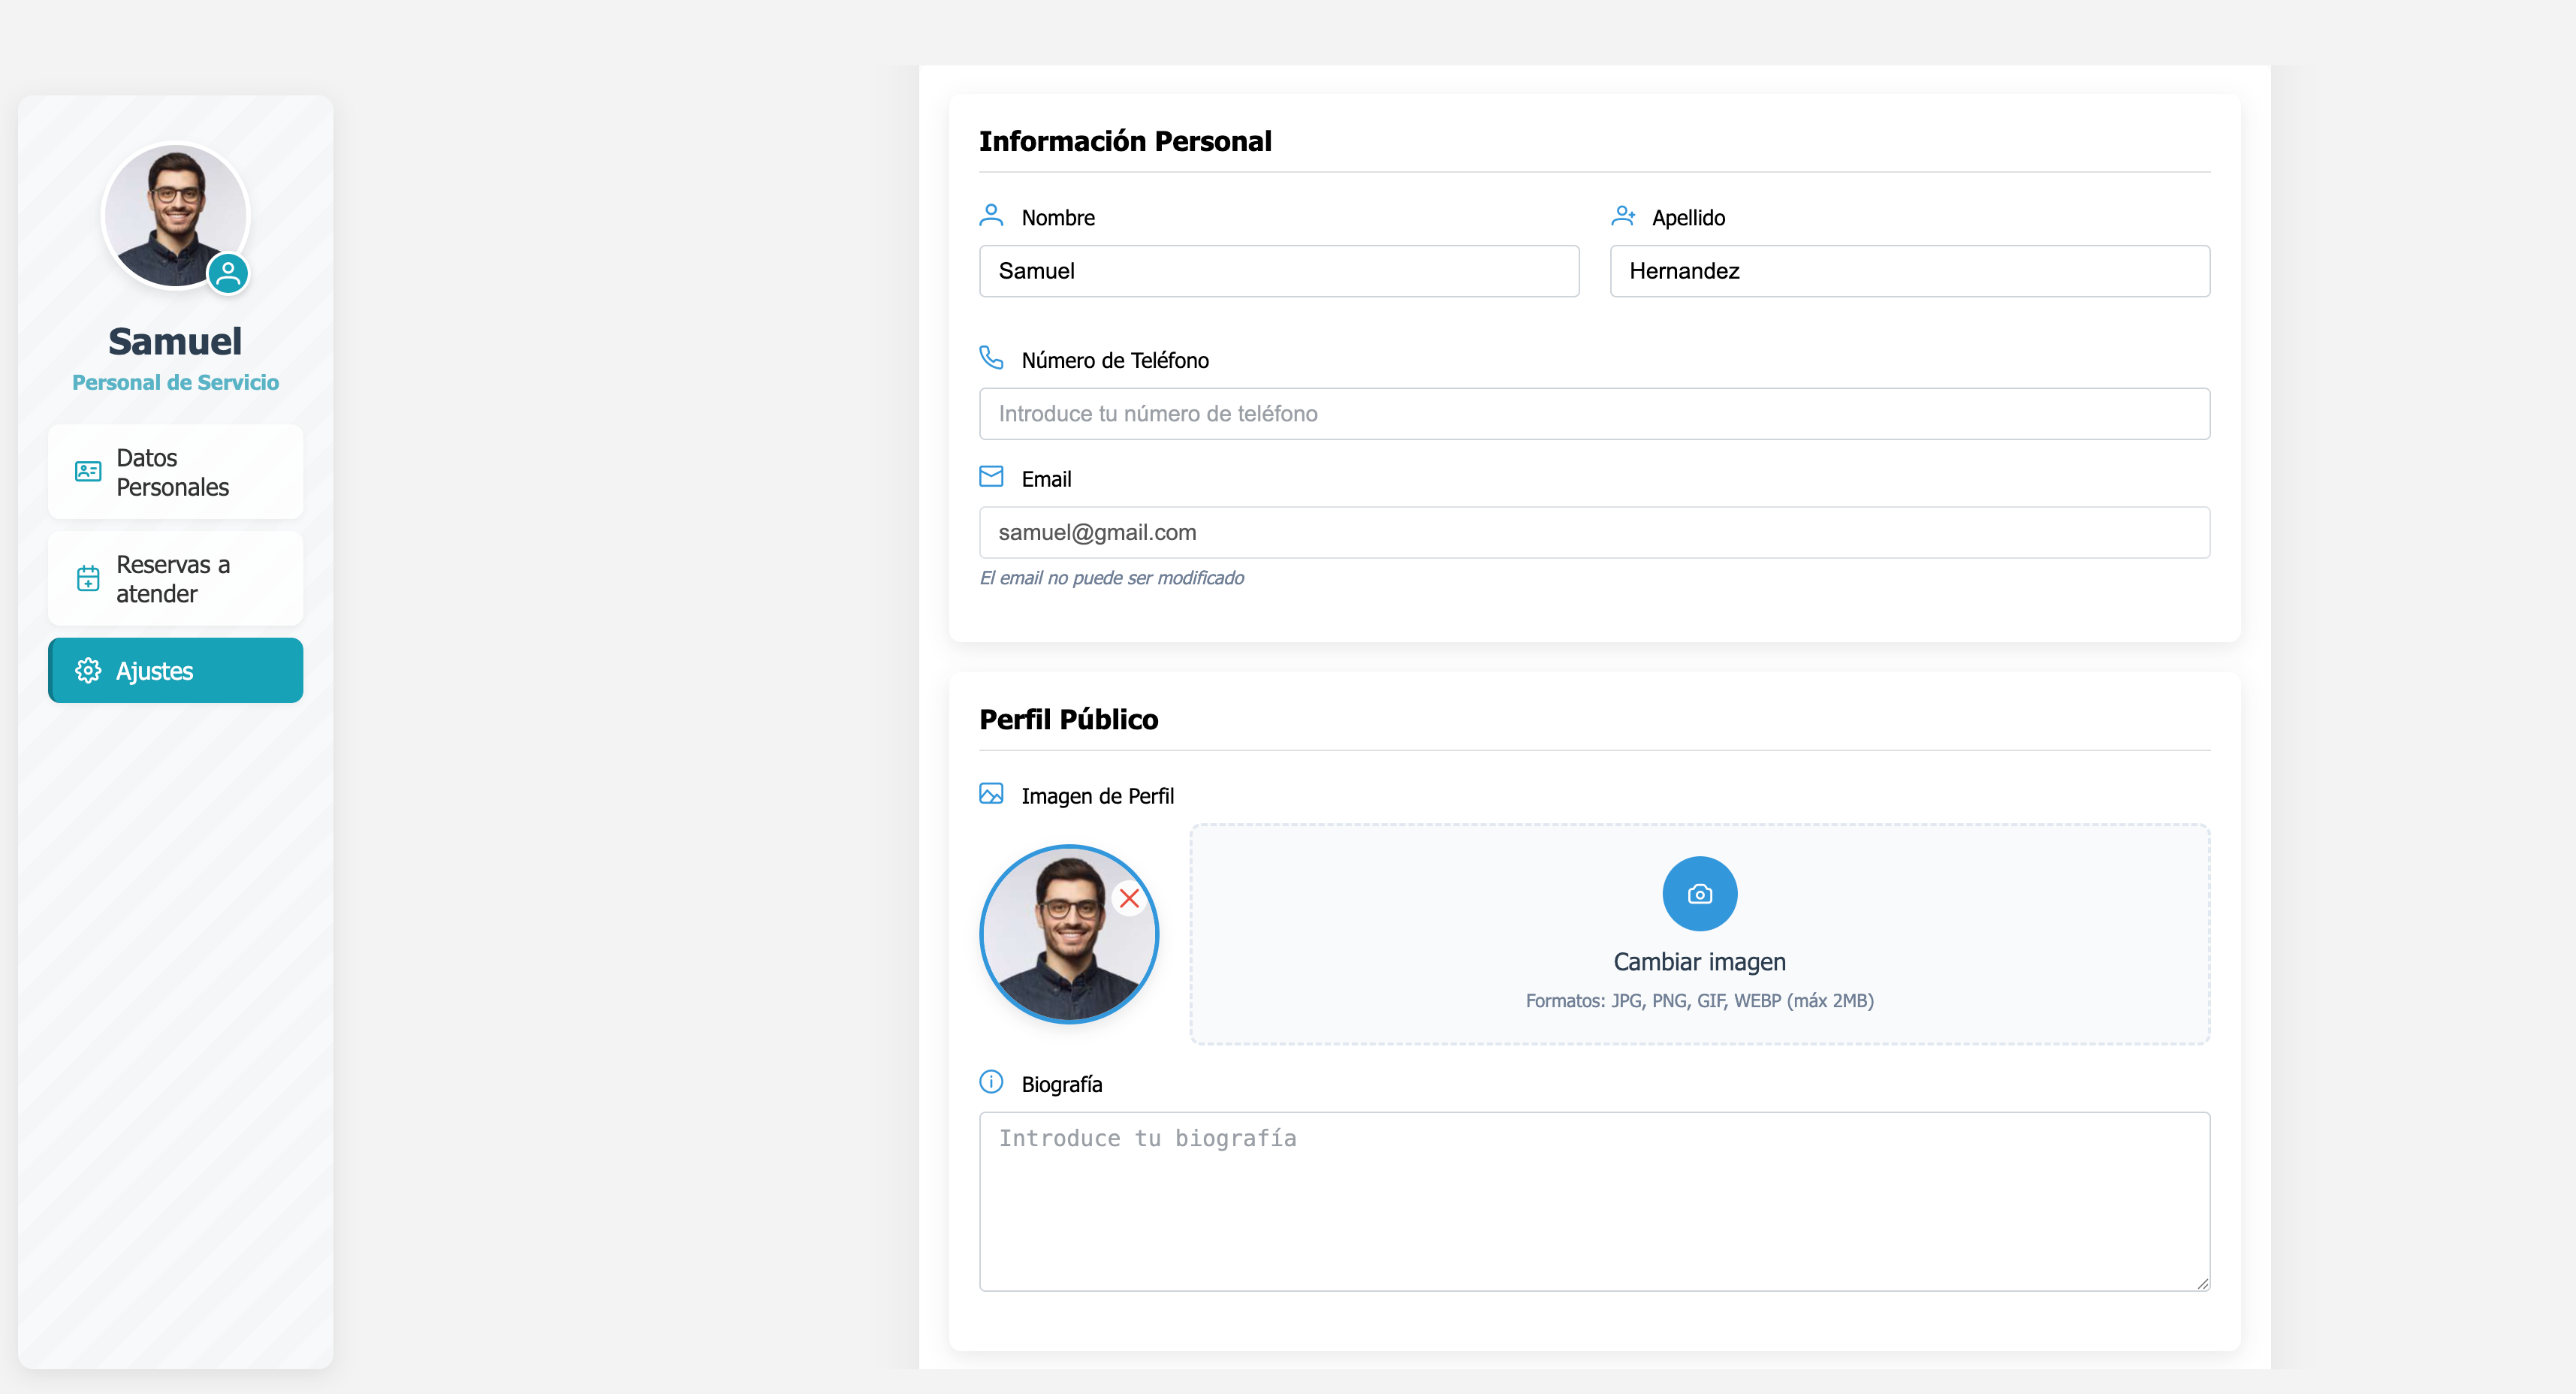 Samuel
Personal de Servicio
Datos
Personales
Reservas a
atender
Ajustes
Información Personal
Nombre
Apellido
Samuel
Hernandez
Número de Teléfono
Introduce tu número de teléfono
Email
samuel@gmail.com
El email no puede ser modificado
Perfil Público
Imagen de Perfil
Cambiar imagen
Formatos: JPG, PNG, GIF, WEBP (máx 2MB)
Biografía
Introduce tu biografía